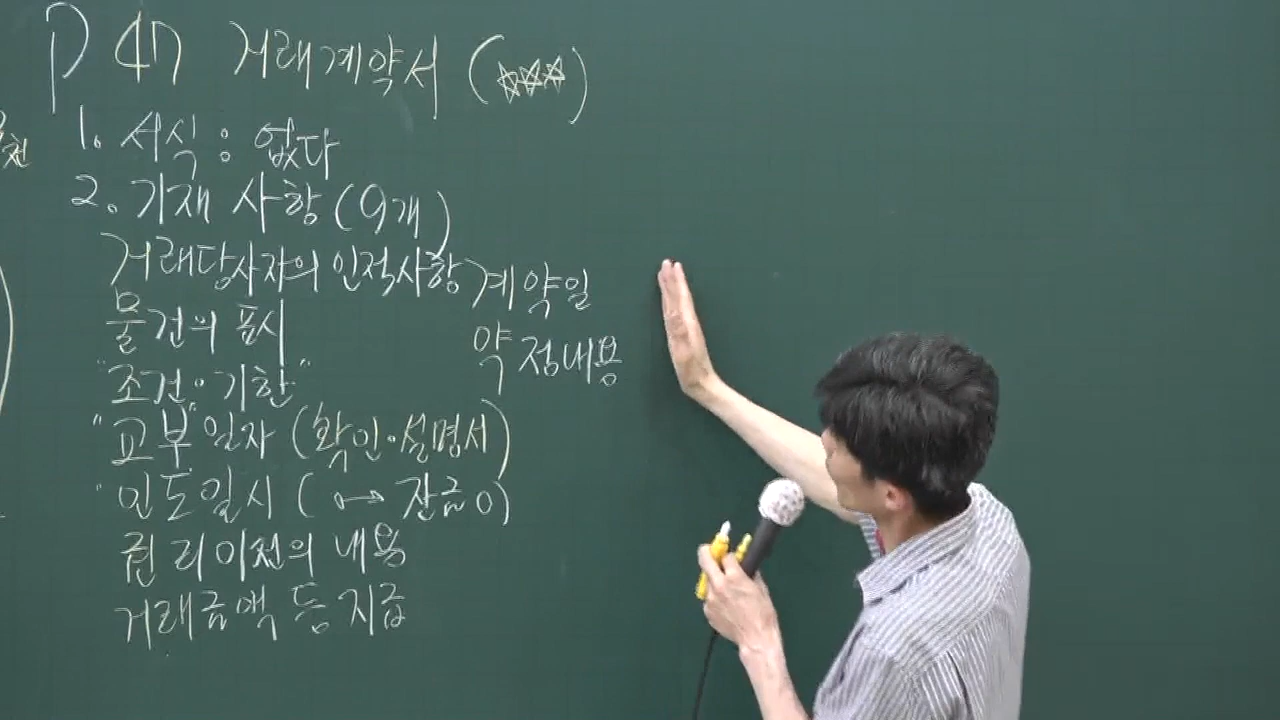 P 47 거래계약서 (☆☆☆)
1. 서식 : 없다
2. 기재 사항 (9개)
거래당사자의 인적사항
물건의 표시
"조건·기한"
"교부"일자 (확인·설명서)
"인도일시 ( o→ 잔금 o)
권리이전의 내용
거래금액 등 지급
계약일
약정내용